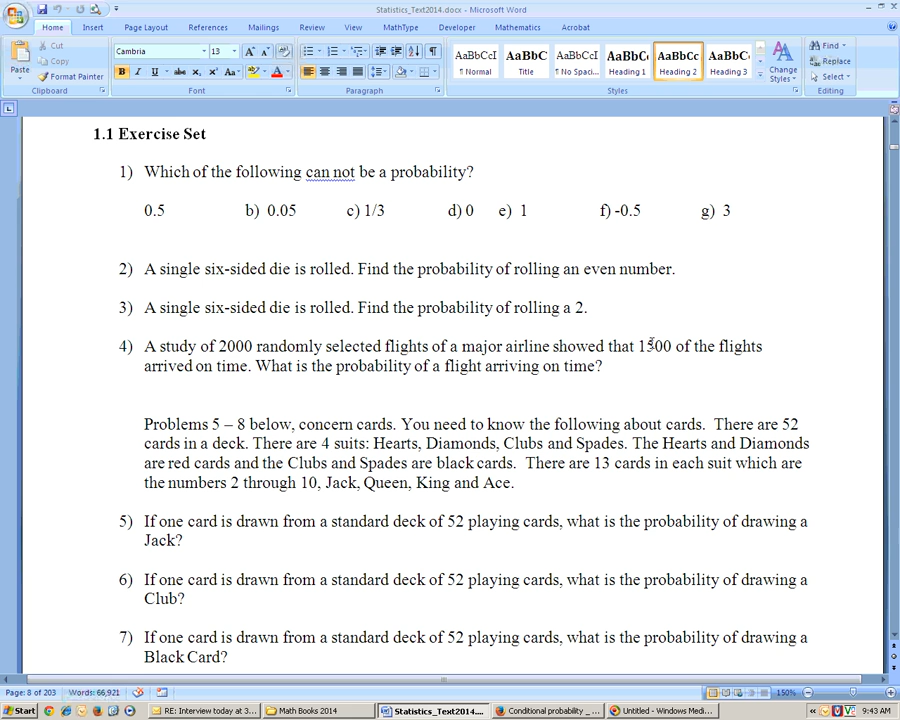 Statistics_Text2014.docx - Microsoft Word
Home Insert Page Layout References Mailings Review View MathType Developer Mathematics Acrobat
Paste
Cut
Copy
Format Painter
Cambria 13
AaBbCcI AaBbC AaBbCcI AaBbC AaBbCc AaBbC
¶ Normal Title ¶ No Spaci... Heading 1 Heading 2 Heading 3
Change Styles
Find
Replace
Select
Clipboard Font Paragraph Styles Editing
1.1 Exercise Set
1) Which of the following can not be a probability?
0.5 b) 0.05 c) 1/3 d) 0 e) 1 f) -0.5 g) 3
2) A single six-sided die is rolled. Find the probability of rolling an even number.
3) A single six-sided die is rolled. Find the probability of rolling a 2.
4) A study of 2000 randomly selected flights of a major airline showed that 1500 of the flights
arrived on time. What is the probability of a flight arriving on time?
Problems 5 – 8 below, concern cards. You need to know the following about cards. There are 52
cards in a deck. There are 4 suits: Hearts, Diamonds, Clubs and Spades. The Hearts and Diamonds
are red cards and the Clubs and Spades are black cards. There are 13 cards in each suit which are
the numbers 2 through 10, Jack, Queen, King and Ace.
5) If one card is drawn from a standard deck of 52 playing cards, what is the probability of drawing a
Jack?
6) If one card is drawn from a standard deck of 52 playing cards, what is the probability of drawing a
Club?
7) If one card is drawn from a standard deck of 52 playing cards, what is the probability of drawing a
Black Card?
Page: 8 of 203 Words: 66,921 150%
Start RE: Interview today at 3... Math Books 2014 Statistics_Text2014.... Conditional probability _ ... Untitled - Windows Medi... 9:43 AM